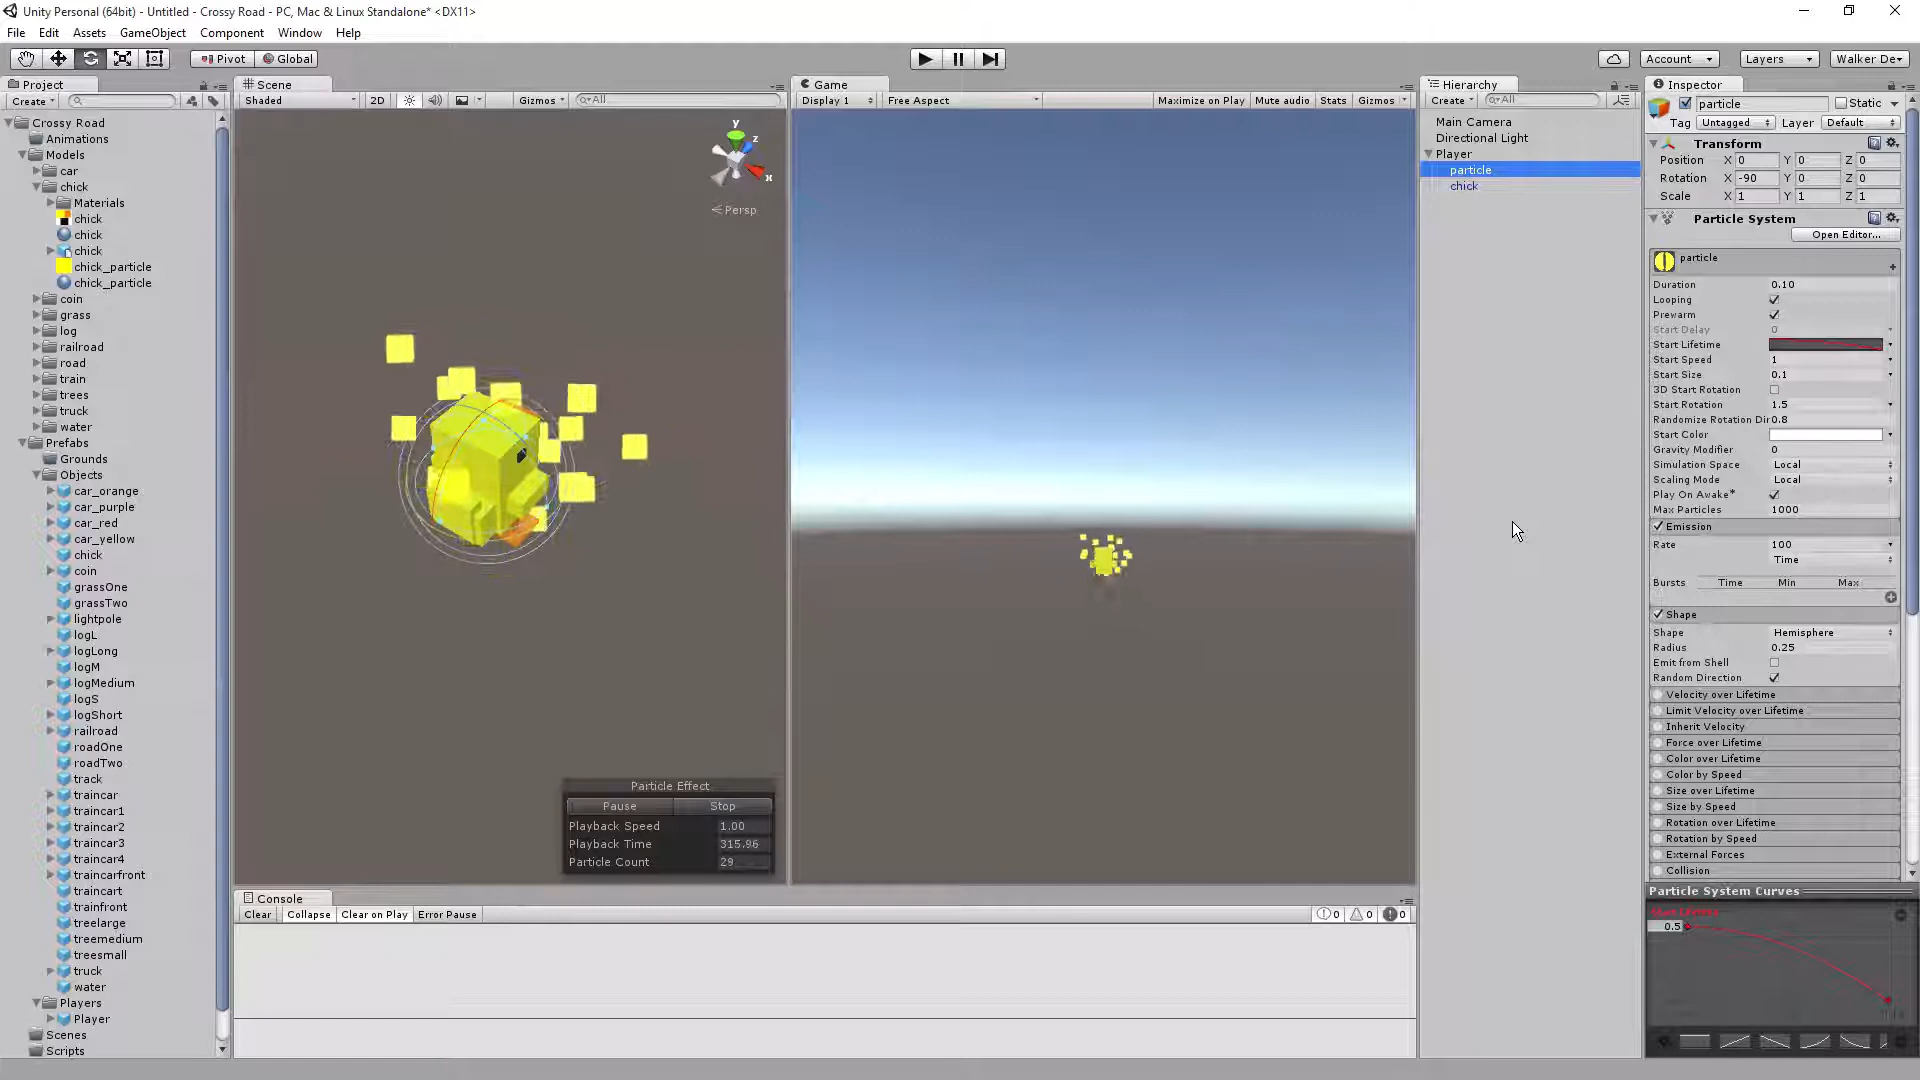 Unity Personal (64bit) - Untitled - Crossy Road - PC, Mac & Linux Standalone* <DX11>
File Edit Assets GameObject Component Window Help
Pivot Global Account Layers Walker De
Project Scene Game Hierarchy Inspector
Create Shaded 2D Gizmos All Display 1 Free Aspect Maximize on Play Mute audio Stats Gizmos Create All
particle Static
Tag Untagged Layer Default
Transform
Position X 0 Y 0 Z 0
Rotation X -90 Y 0 Z 0
Scale X 1 Y 1 Z 1
Particle System
Open Editor...
particle
Duration 0.10
Looping
Prewarm
Start Delay 0
Start Lifetime
Start Speed 1
Start Size 0.1
3D Start Rotation
Start Rotation 1.5
Randomize Rotation Dir 0.8
Start Color
Gravity Modifier 0
Simulation Space Local
Scaling Mode Local
Play On Awake*
Max Particles 1000
Emission
Rate 100
Time
Bursts Time Min Max
Shape
Shape Hemisphere
Radius 0.25
Emit from Shell
Random Direction
Velocity over Lifetime
Limit Velocity over Lifetime
Inherit Velocity
Force over Lifetime
Color over Lifetime
Color by Speed
Size over Lifetime
Size by Speed
Rotation over Lifetime
Rotation by Speed
External Forces
Collision
Particle System Curves
0.5
Main Camera
Directional Light
Player
particle
chick
Crossy Road
Animations
Models
car
chick
Materials
chick
chick
chick
chick_particle
chick_particle
coin
grass
log
railroad
road
train
trees
truck
water
Prefabs
Grounds
Objects
car_orange
car_purple
car_red
car_yellow
chick
coin
grassOne
grassTwo
lightpole
logL
logLong
logM
logMedium
logS
logShort
railroad
roadOne
roadTwo
track
traincar
traincar1
traincar2
traincar3
traincar4
traincarfront
traincart
trainfront
treelarge
treemedium
treesmall
truck
water
Players
Player
Scenes
Scripts
y
z
x
Persp
Particle Effect
Pause Stop
Playback Speed 1.00
Playback Time 315.96
Particle Count 29
Console
Clear Collapse Clear on Play Error Pause 0 0 0